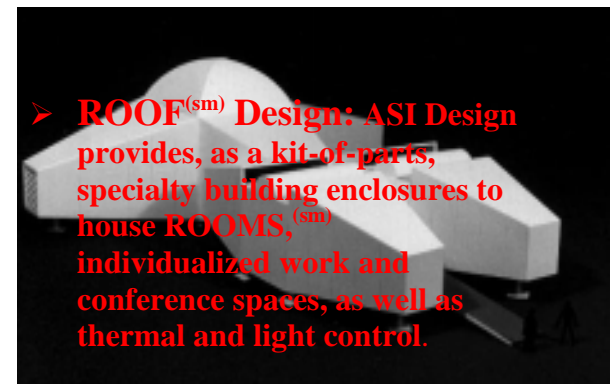 ➢ ROOF(sm) Design: ASI Design
provides, as a kit-of-parts,
specialty building enclosures to
house ROOMS,(sm)
individualized work and
conference spaces, as well as
thermal and light control.